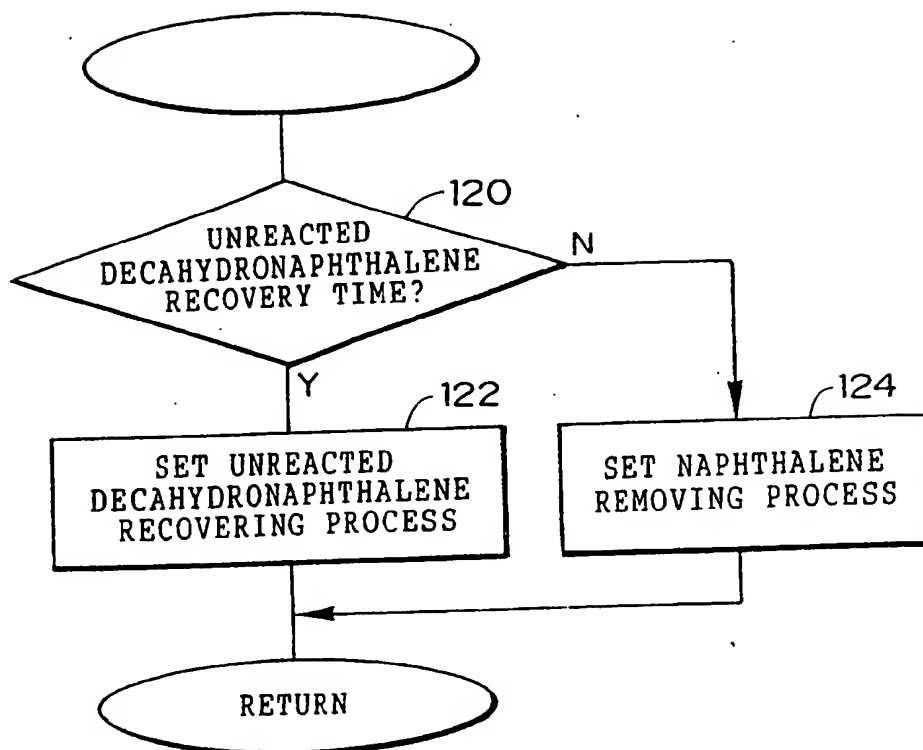 120
UNREACTED
DECAHYDRONAPHTHALENE
RECOVERY TIME?
N
Y
122
SET UNREACTED
DECAHYDRONAPHTHALENE
RECOVERING PROCESS
124
SET NAPHTHALENE
REMOVING PROCESS
RETURN